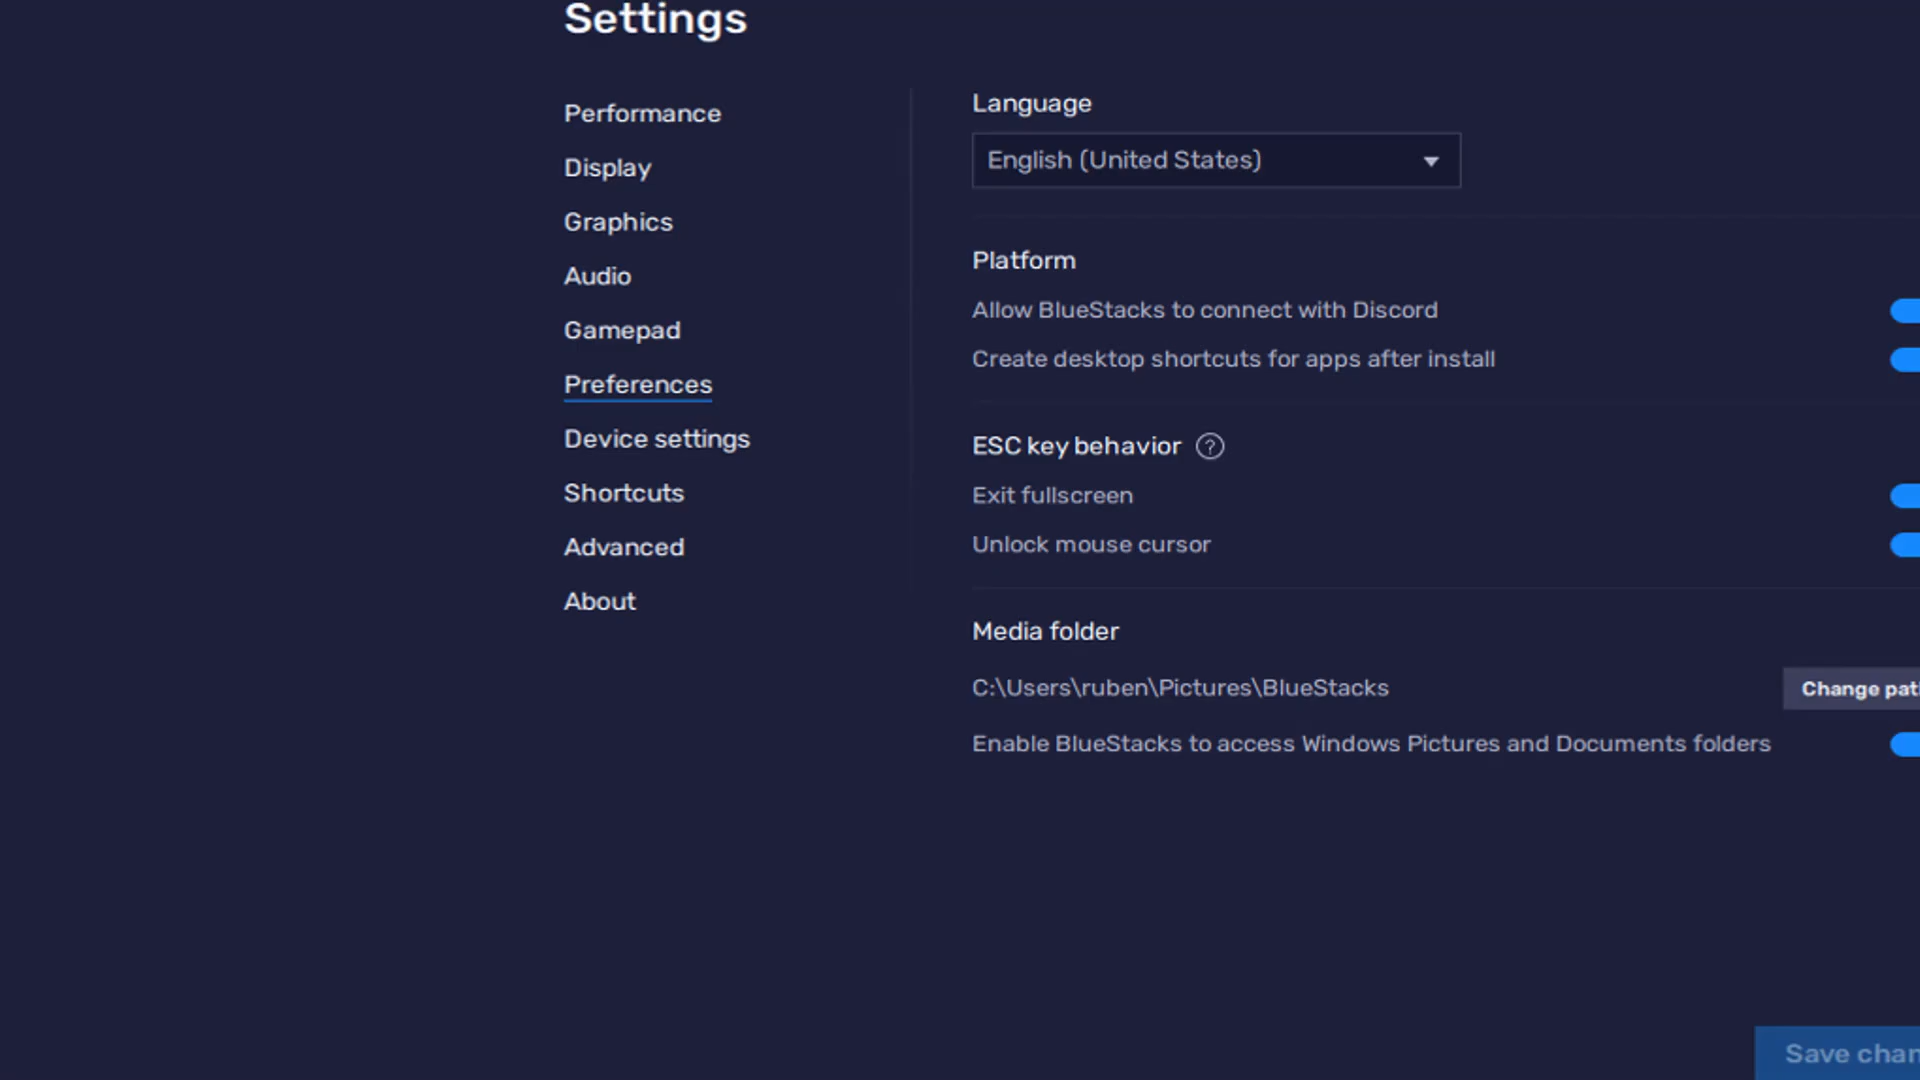 Settings
Performance
Display
Graphics
Audio
Gamepad
Preferences
Device settings
Shortcuts
Advanced
About
Language
English (United States)
Platform
Allow BlueStacks to connect with Discord
Create desktop shortcuts for apps after install
ESC key behavior ?
Exit fullscreen
Unlock mouse cursor
Media folder
C:\Users\ruben\Pictures\BlueStacks
Change
Enable BlueStacks to access Windows Pictures and Documents folders
Save